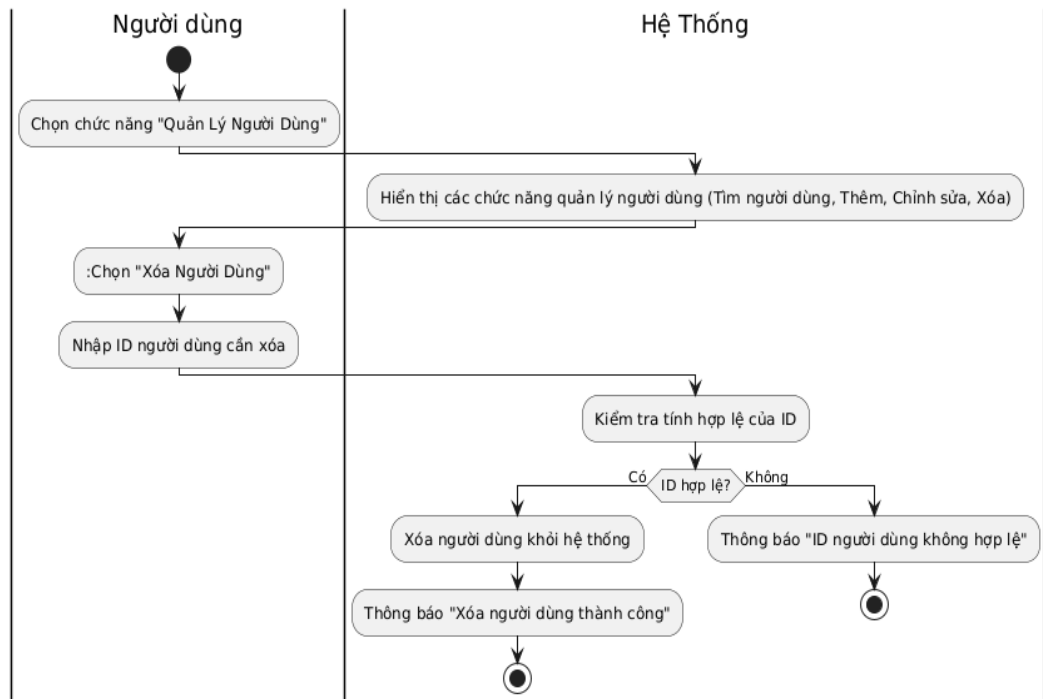 Người dùng
Hệ Thống
Chọn chức năng "Quản Lý Người Dùng"
Hiển thị các chức năng quản lý người dùng (Tìm người dùng, Thêm, Chỉnh sửa, Xóa)
:Chọn "Xóa Người Dùng"
Nhập ID người dùng cần xóa
Kiểm tra tính hợp lệ của ID
Có
ID hợp lệ?
Không
Xóa người dùng khỏi hệ thống
Thông báo "ID người dùng không hợp lệ"
Thông báo "Xóa người dùng thành công"